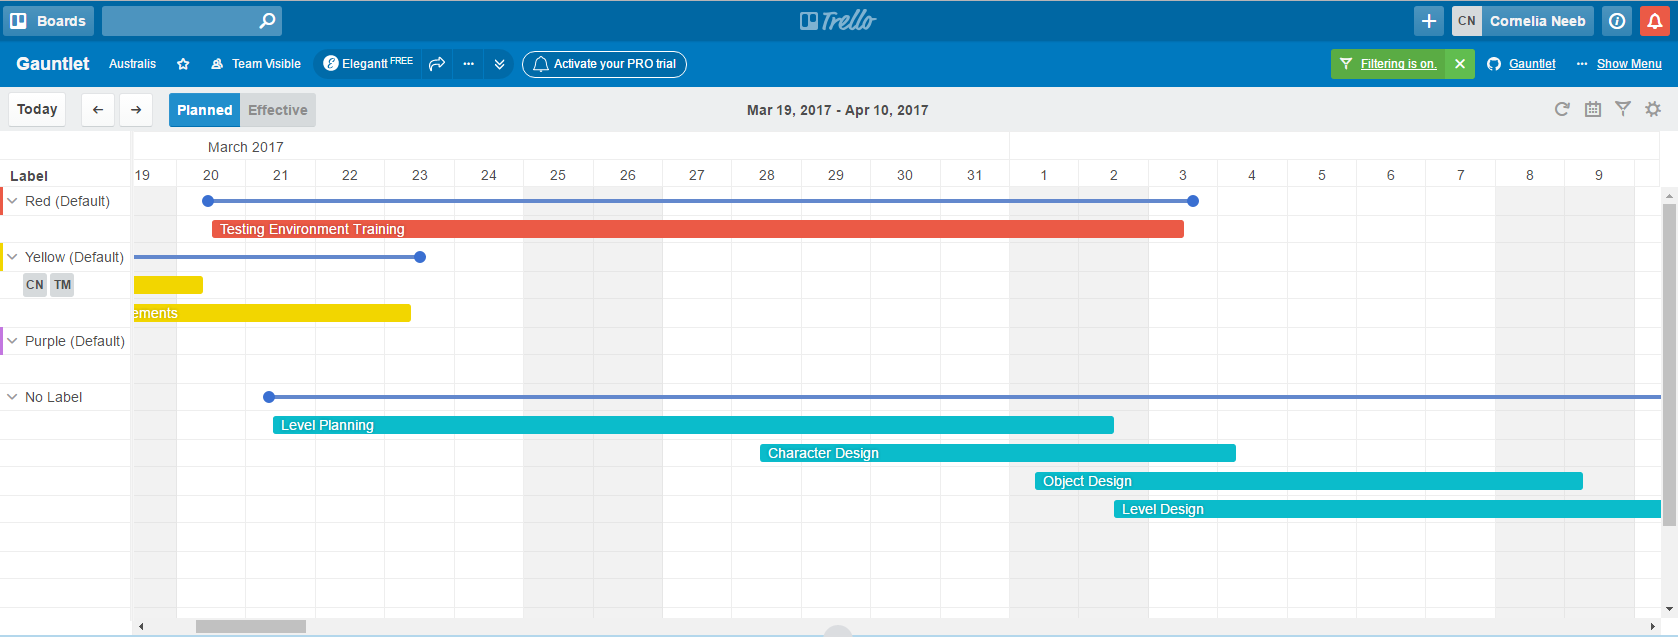 Boards Trello + CN Cornelia Neeb
Gauntlet Australis Team Visible Elegantt FREE ... Activate your PRO trial Filtering is on. × Gauntlet ... Show Menu
Today ← → Planned Effective Mar 19, 2017 - Apr 10, 2017
March 2017
Label 19 20 21 22 23 24 25 26 27 28 29 30 31 1 2 3 4 5 6 7 8 9
Red (Default)
Testing Environment Training
Yellow (Default)
CN TM
ements
Purple (Default)
No Label
Level Planning
Character Design
Object Design
Level Design